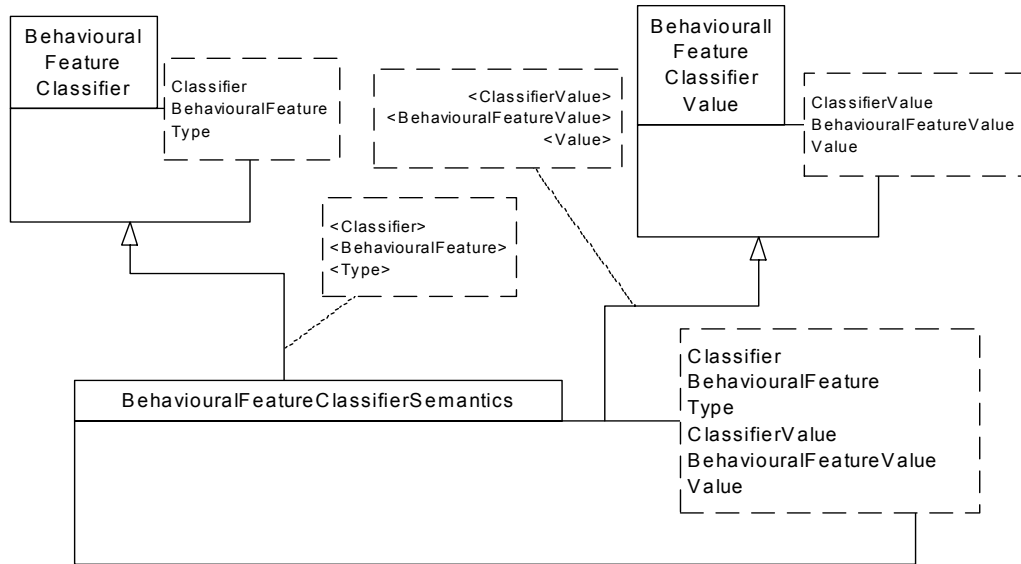 Behavioural
Feature
Classifier
Classifier
BehaviouralFeature
Type
<ClassifierValue>
<BehaviouralFeatureValue>
<Value>
Behaviourall
Feature
Classifier
Value
ClassifierValue
BehaviouralFeatureValue
Value
<Classifier>
<BehaviouralFeature>
<Type>
BehaviouralFeatureClassifierSemantics
Classifier
BehaviouralFeature
Type
ClassifierValue
BehaviouralFeatureValue
Value